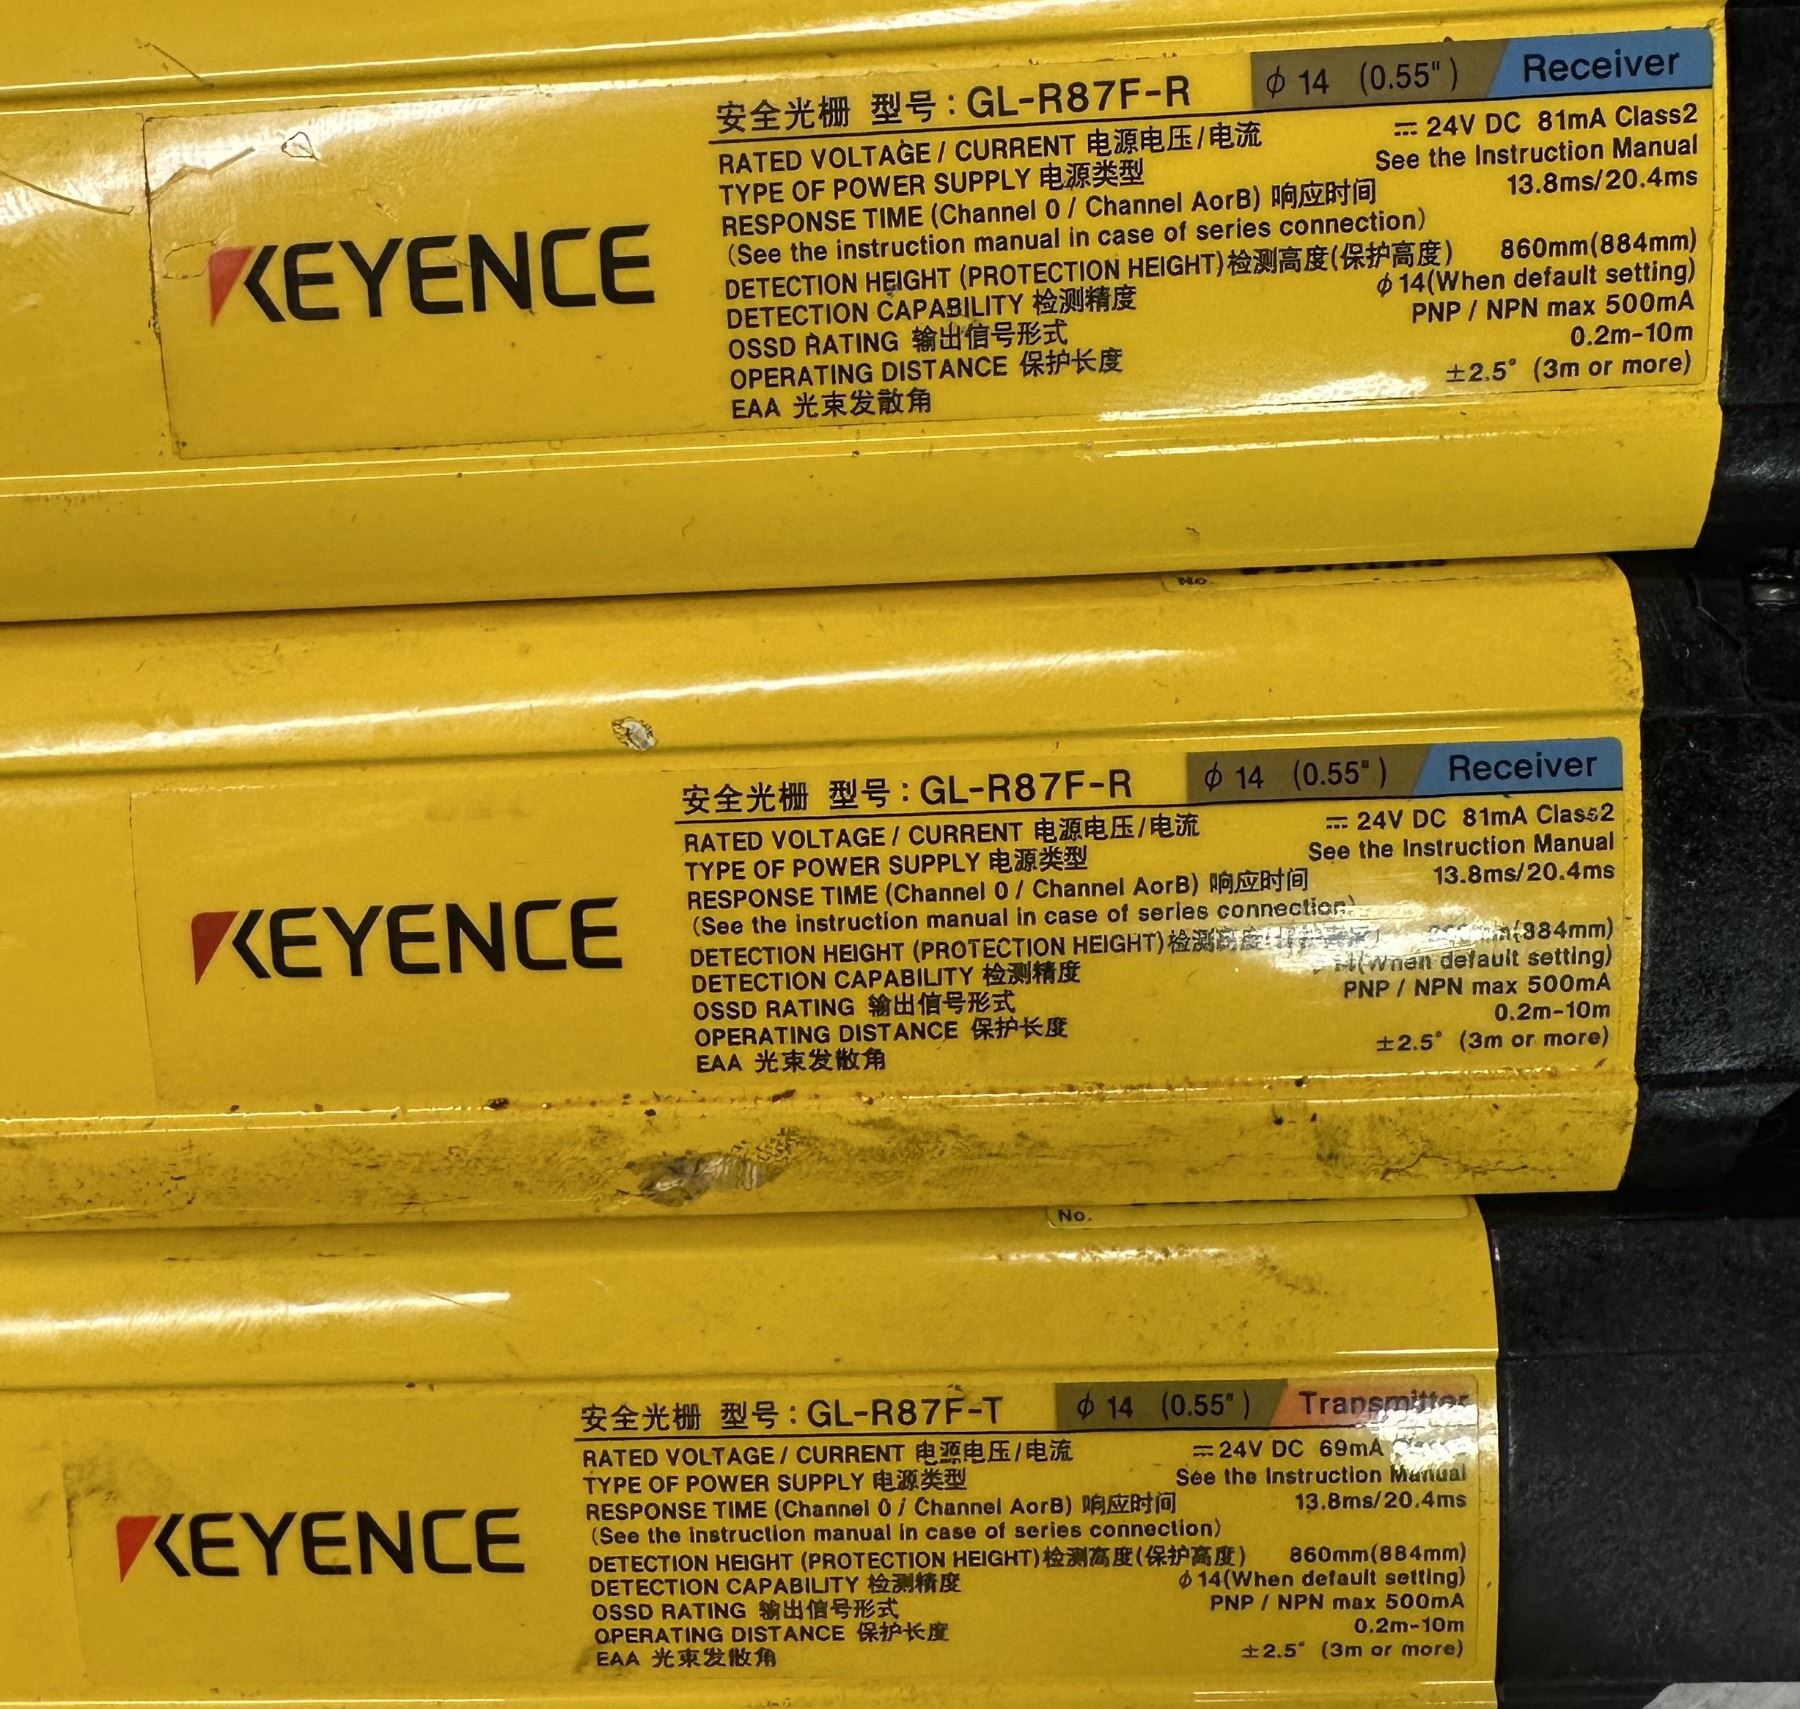 安全光栅 型号：GL-R87F-R ϕ 14 (0.55") Receiver
RATED VOLTAGE / CURRENT 电源电压/电流 ⎓ 24V DC 81mA Class2
TYPE OF POWER SUPPLY 电源类型 See the Instruction Manual
RESPONSE TIME (Channel 0 / Channel AorB) 响应时间 13.8ms/20.4ms
(See the instruction manual in case of series connection)
DETECTION HEIGHT (PROTECTION HEIGHT)检测高度(保护高度) 860mm(884mm)
DETECTION CAPABILITY 检测精度 ϕ14(When default setting)
OSSD RATING 输出信号形式 PNP / NPN max 500mA
OPERATING DISTANCE 保护长度 0.2m-10m
EAA 光束发散角 ±2.5° (3m or more)
KEYENCE
No.
安全光栅 型号：GL-R87F-R ϕ 14 (0.55") Receiver
RATED VOLTAGE / CURRENT 电源电压/电流 ⎓ 24V DC 81mA Class2
TYPE OF POWER SUPPLY 电源类型 See the Instruction Manual
RESPONSE TIME (Channel 0 / Channel AorB) 响应时间 13.8ms/20.4ms
(See the instruction manual in case of series connection)
DETECTION HEIGHT (PROTECTION HEIGHT)检测高度 (884mm)
DETECTION CAPABILITY 检测精度 (When default setting)
OSSD RATING 输出信号形式 PNP / NPN max 500mA
OPERATING DISTANCE 保护长度 0.2m-10m
EAA 光束发散角 ±2.5° (3m or more)
KEYENCE
No.
安全光栅 型号：GL-R87F-T ϕ 14 (0.55") Transmitter
RATED VOLTAGE / CURRENT 电源电压/电流 ⎓ 24V DC 69mA
TYPE OF POWER SUPPLY 电源类型 See the Instruction Manual
RESPONSE TIME (Channel 0 / Channel AorB) 响应时间 13.8ms/20.4ms
(See the instruction manual in case of series connection)
DETECTION HEIGHT (PROTECTION HEIGHT)检测高度(保护高度) 860mm(884mm)
DETECTION CAPABILITY 检测精度 ϕ14(When default setting)
OSSD RATING 输出信号形式 PNP / NPN max 500mA
OPERATING DISTANCE 保护长度 0.2m-10m
EAA 光束发散角 ±2.5° (3m or more)
KEYENCE